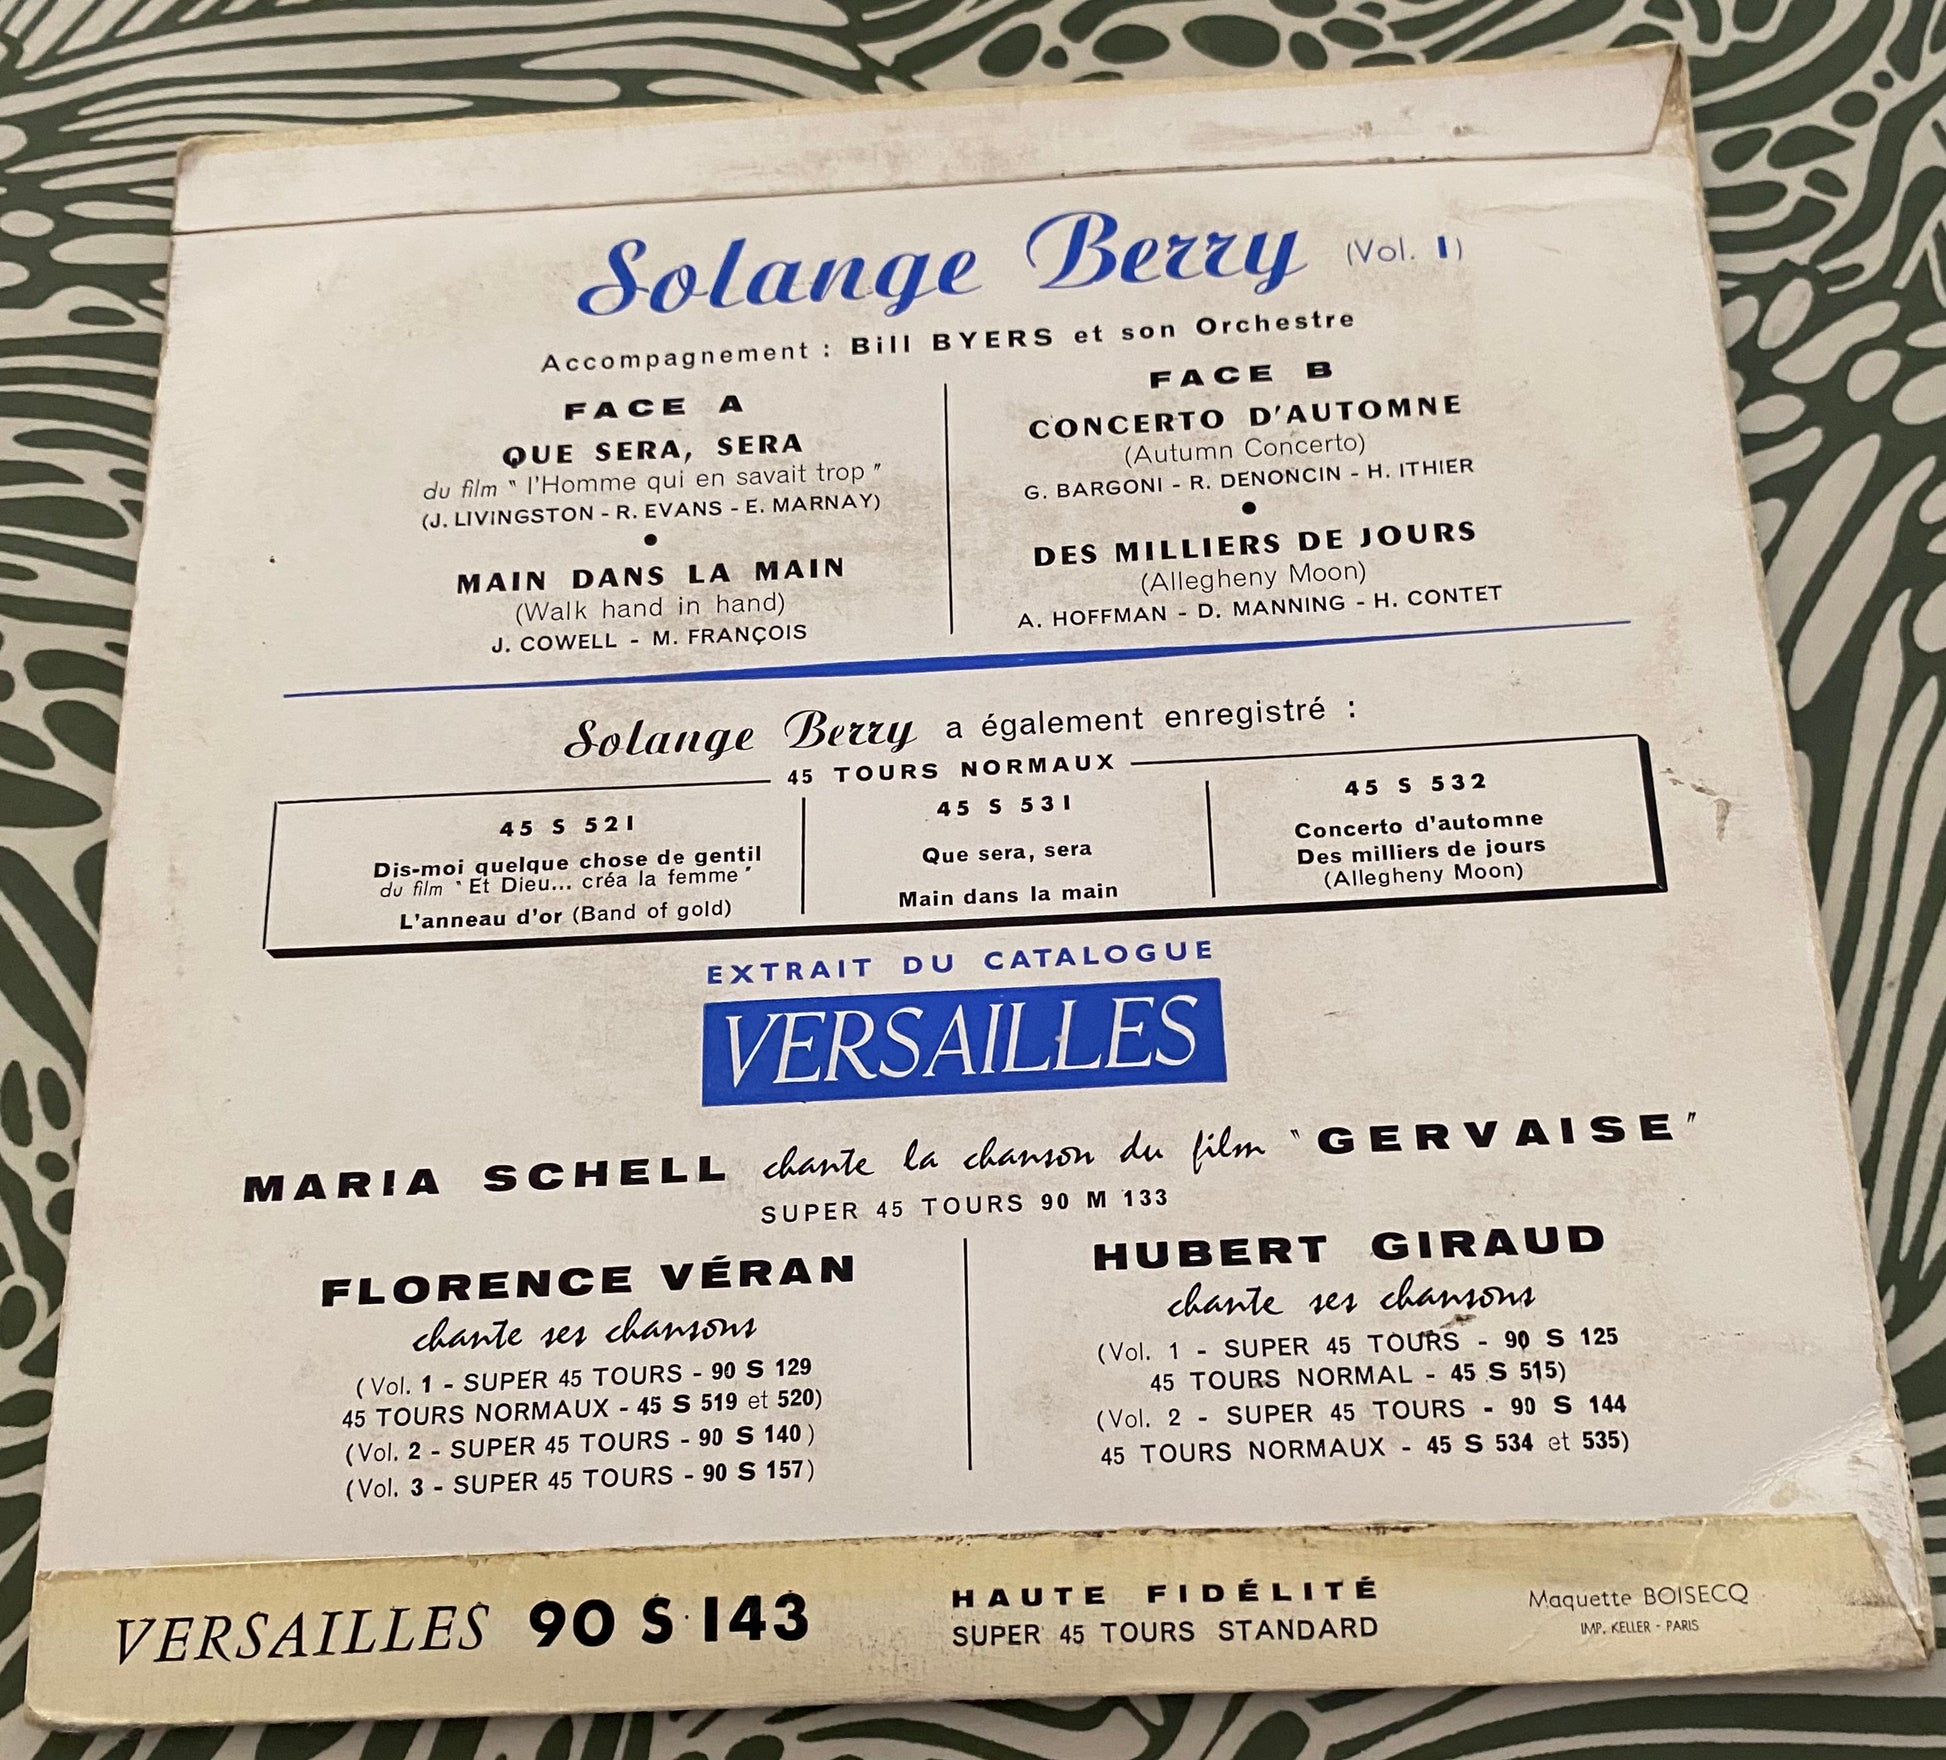 Solange Berry (Vol. 1)
Accompagnement : Bill BYERS et son Orchestre
FACE A
QUE SERA, SERA
du film " l'Homme qui en savait trop "
(J. LIVINGSTON - R. EVANS - E. MARNAY)
•
MAIN DANS LA MAIN
(Walk hand in hand)
J. COWELL - M. FRANÇOIS
FACE B
CONCERTO D'AUTOMNE
(Autumn Concerto)
G. BARGONI - R. DENONCIN - H. ITHIER
•
DES MILLIERS DE JOURS
(Allegheny Moon)
A. HOFFMAN - D. MANNING - H. CONTET
Solange Berry a également enregistré :
45 TOURS NORMAUX
45 S 521
Dis-moi quelque chose de gentil
du film " Et Dieu... créa la femme "
L'anneau d'or (Band of gold)
45 S 531
Que sera, sera
Main dans la main
45 S 532
Concerto d'automne
Des milliers de jours
(Allegheny Moon)
EXTRAIT DU CATALOGUE
VERSAILLES
MARIA SCHELL chante la chanson du film " GERVAISE "
SUPER 45 TOURS 90 M 133
FLORENCE VÉRAN
chante ses chansons
(Vol. 1 - SUPER 45 TOURS - 90 S 129
45 TOURS NORMAUX - 45 S 519 et 520)
(Vol. 2 - SUPER 45 TOURS - 90 S 140)
(Vol. 3 - SUPER 45 TOURS - 90 S 157)
HUBERT GIRAUD
chante ses chansons
(Vol. 1 - SUPER 45 TOURS - 90 S 125
45 TOURS NORMAL - 45 S 515)
(Vol. 2 - SUPER 45 TOURS - 90 S 144
45 TOURS NORMAUX - 45 S 534 et 535)
VERSAILLES 90 S 143
HAUTE FIDÉLITÉ
SUPER 45 TOURS STANDARD
Maquette BOISECQ
IMP. KELLER - PARIS